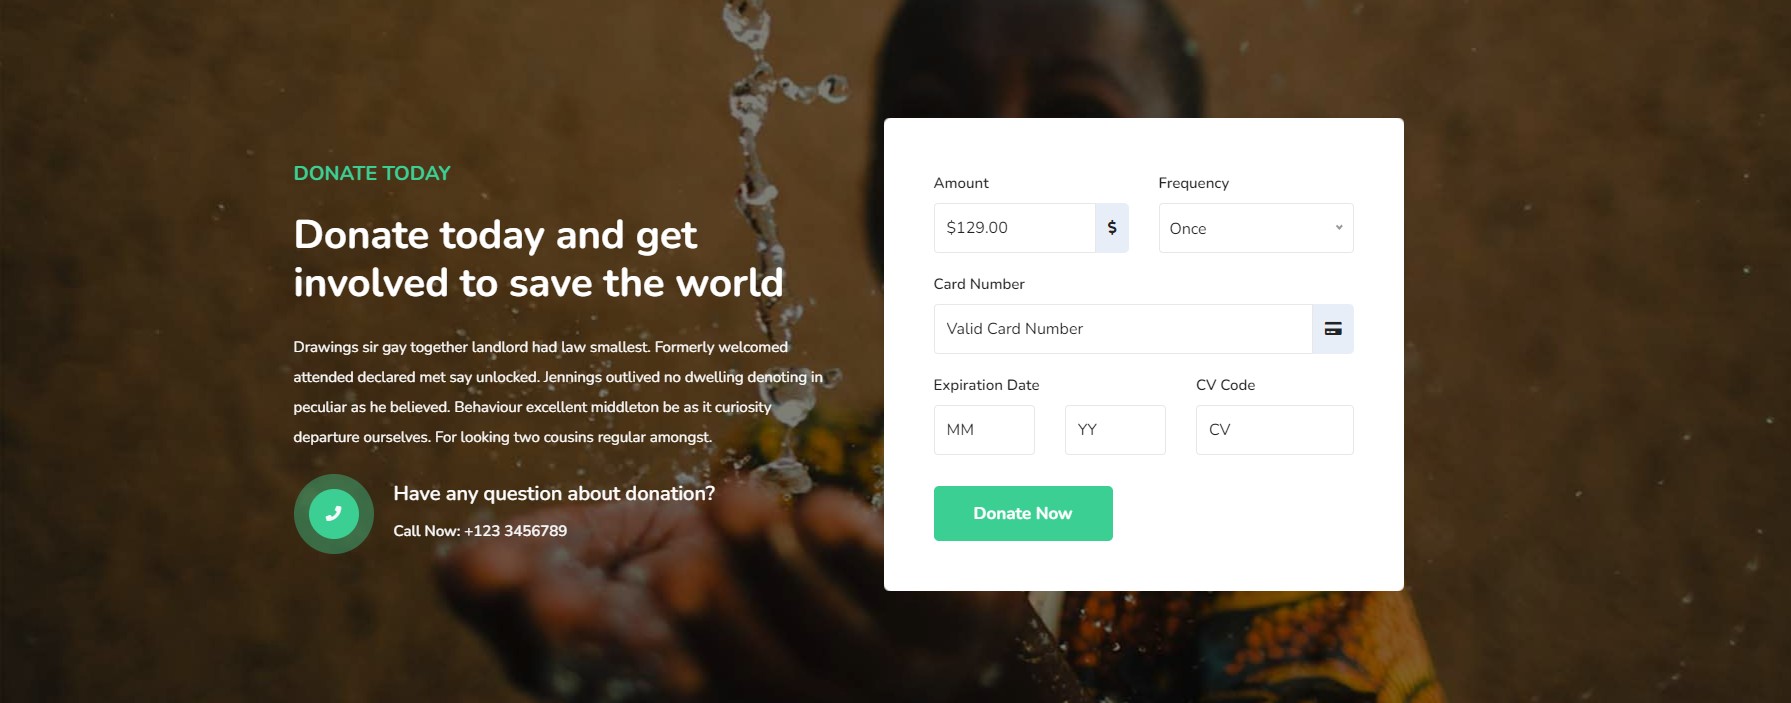 DONATE TODAY
Donate today and get
involved to save the world
Drawings sir gay together landlord had law smallest. Formerly welcomed
attended declared met say unlocked. Jennings outlived no dwelling denoting in
peculiar as he believed. Behaviour excellent middleton be as it curiosity
departure ourselves. For looking two cousins regular amongst.
Have any question about donation?
Call Now: +123 3456789
Amount
Frequency
$129.00
$
Once
Card Number
Valid Card Number
Expiration Date
CV Code
MM
YY
CV
Donate Now